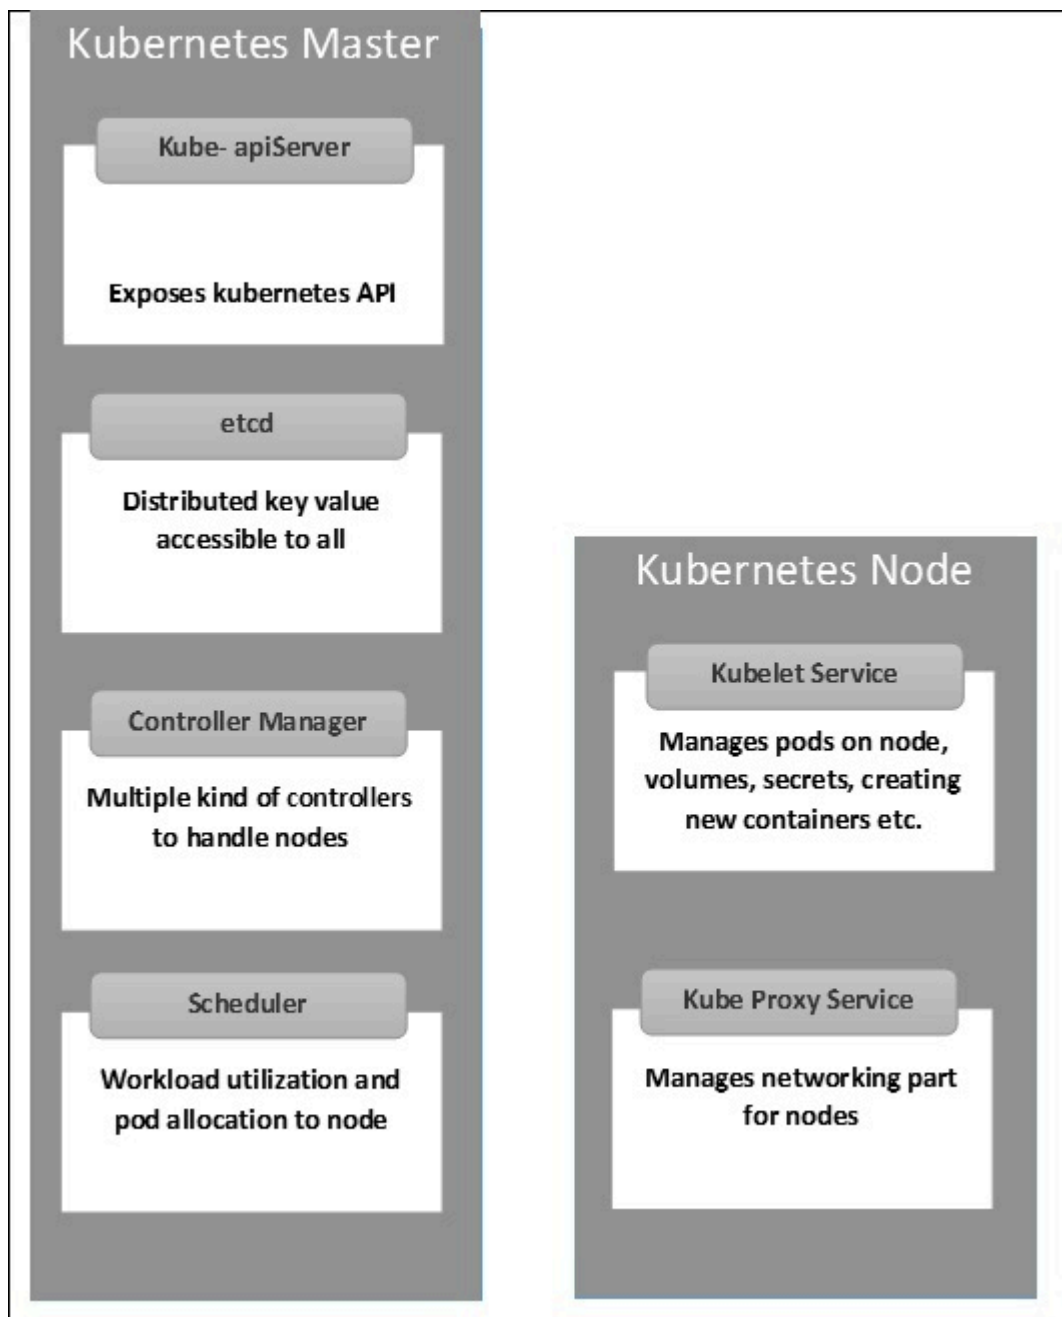 Kubernetes Master
Kube- apiServer
Exposes kubernetes API
etcd
Distributed key value
accessible to all
Controller Manager
Multiple kind of controllers
to handle nodes
Scheduler
Workload utilization and
pod allocation to node
Kubernetes Node
Kubelet Service
Manages pods on node,
volumes, secrets, creating
new containers etc.
Kube Proxy Service
Manages networking part
for nodes